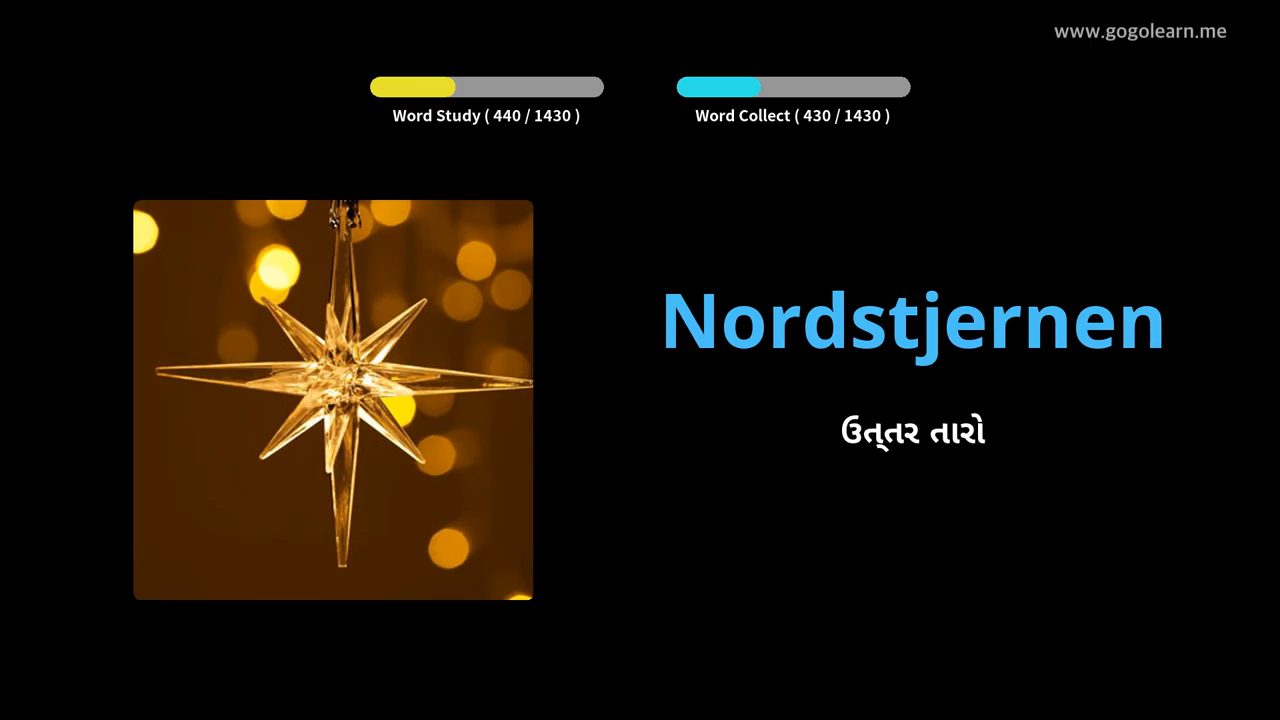 www.gogolearn.me
Word Study ( 440 / 1430 )
Word Collect ( 430 / 1430 )
Nordstjernen
ઉત્તર તારો